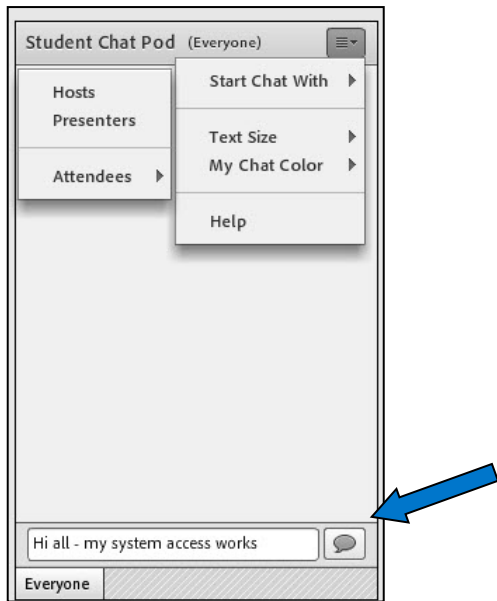 Student Chat Pod (Everyone)
Hosts
Presenters
Attendees
Start Chat With
Text Size
My Chat Color
Help
Hi all - my system access works
Everyone